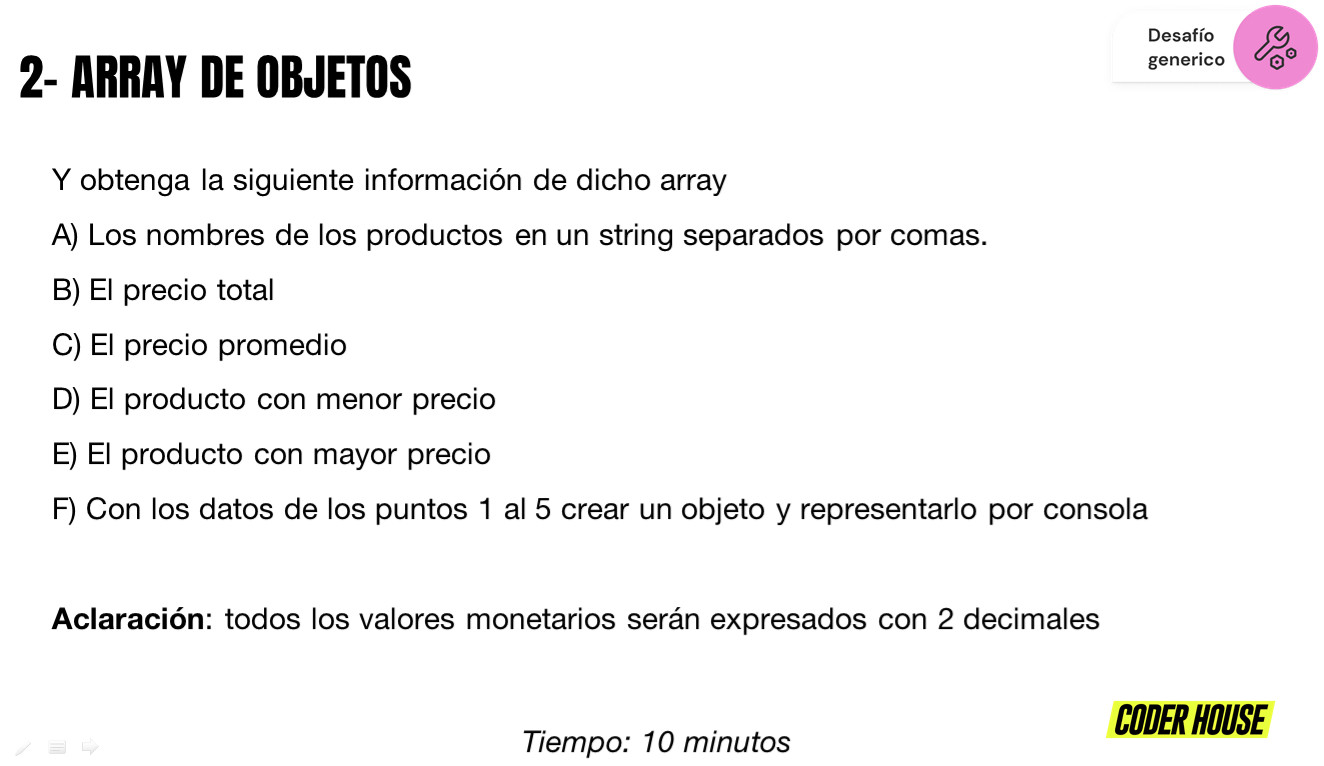 Desafío
generico
2- ARRAY DE OBJETOS
Y obtenga la siguiente información de dicho array
A) Los nombres de los productos en un string separados por comas.
B) El precio total
C) El precio promedio
D) El producto con menor precio
E) El producto con mayor precio
F) Con los datos de los puntos 1 al 5 crear un objeto y representarlo por consola
Aclaración: todos los valores monetarios serán expresados con 2 decimales
CODER HOUSE
Tiempo: 10 minutos